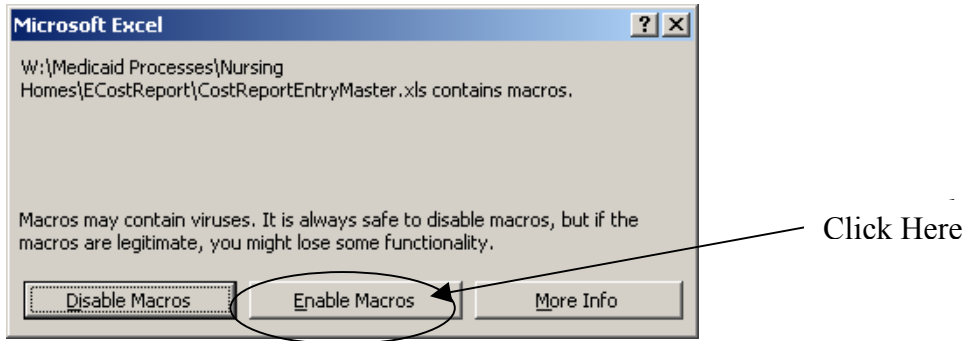 Microsoft Excel
W:\Medicaid Processes\Nursing
Homes\ECostReport\CostReportEntryMaster.xls contains macros.
Macros may contain viruses. It is always safe to disable macros, but if the
macros are legitimate, you might lose some functionality.
Click Here
Disable Macros Enable Macros More Info